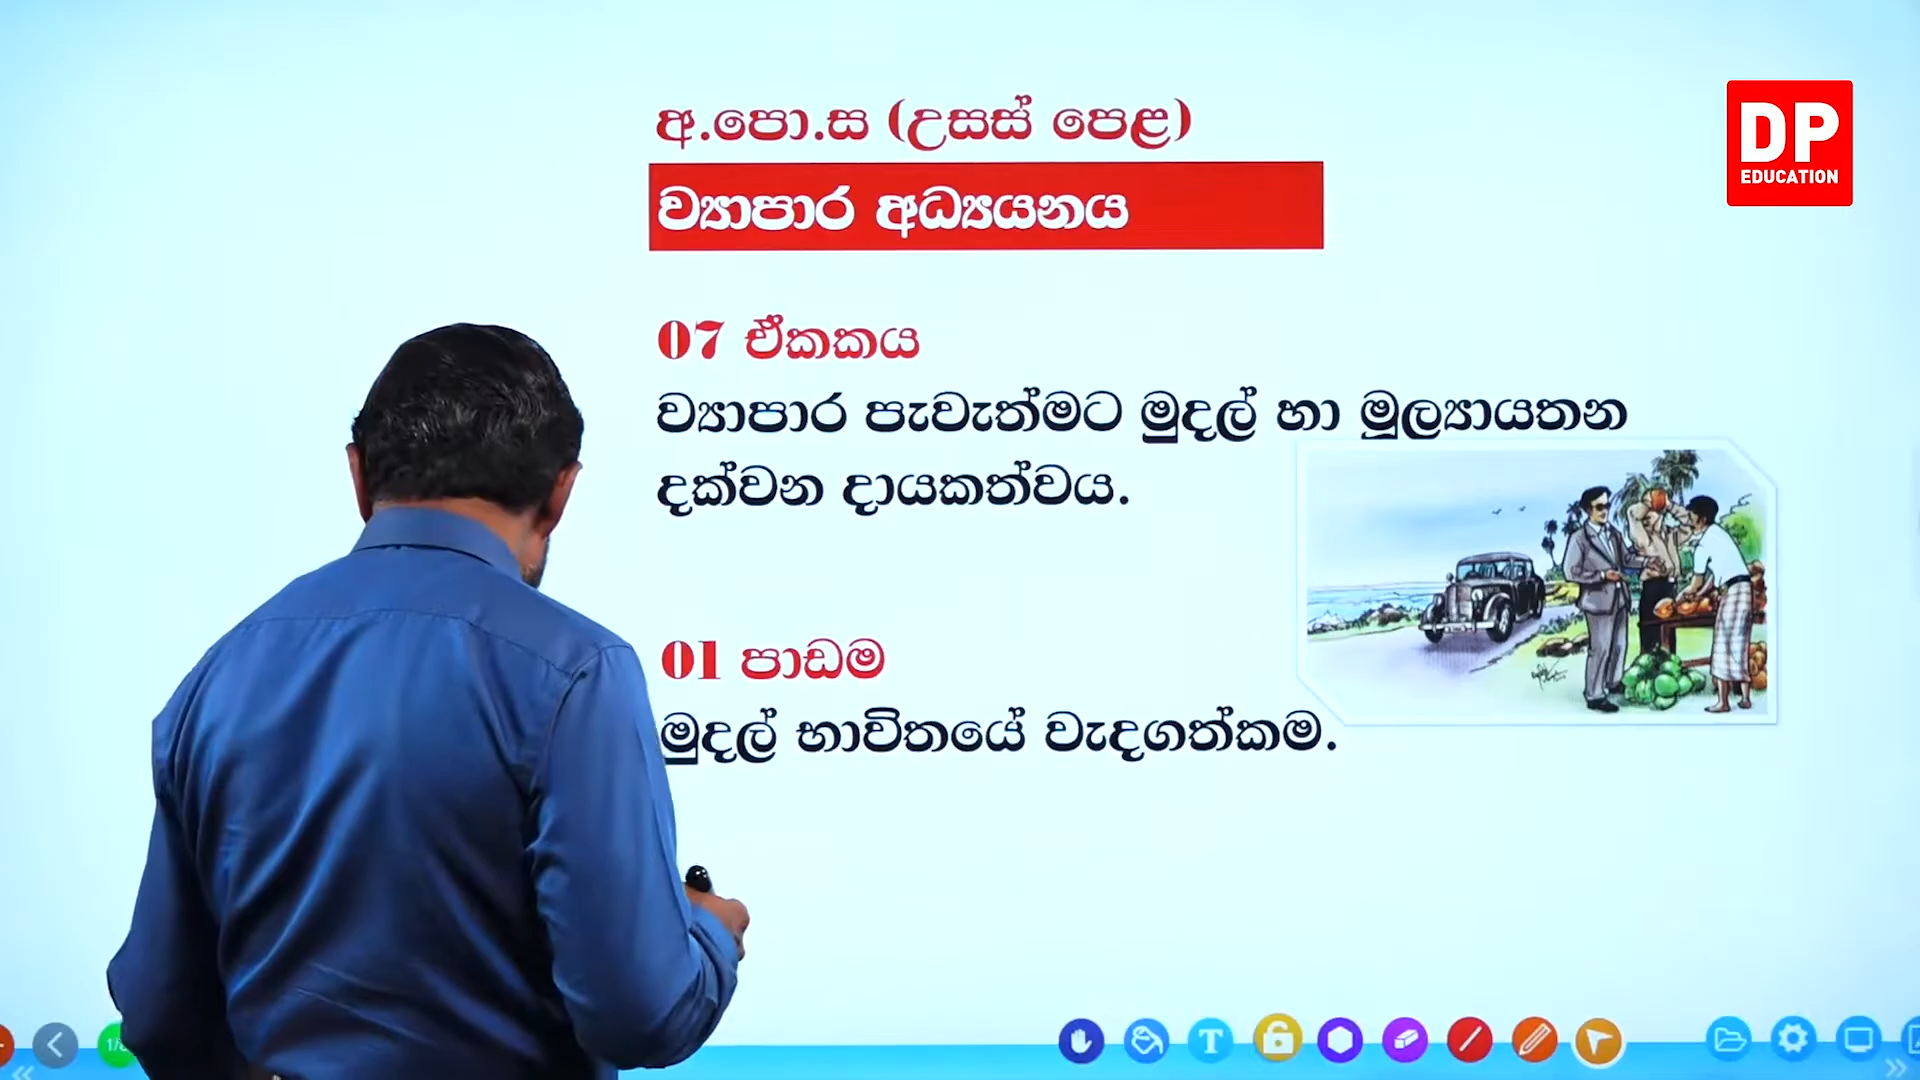 අ.පො.ස (උසස් පෙළ)
ව්‍යාපාර අධ්‍යයනය
DP
EDUCATION
07 ඒකකය
ව්‍යාපාර පැවැත්මට මුදල් හා මූල්‍යායතන
දක්වන දායකත්වය.
01 පාඩම
මුදල් භාවිතයේ වැදගත්කම.
T